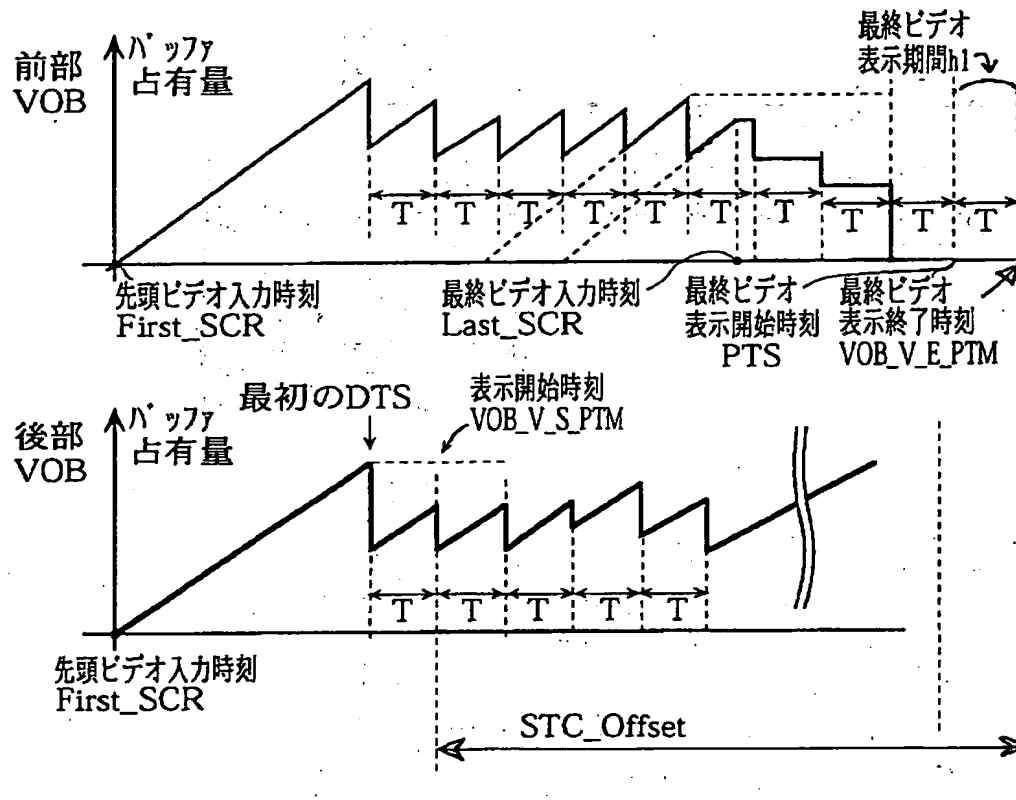 前部
VOB
バッファ
占有量
最終ビデオ
表示期間h1
T T T T T T T T T T
先頭ビデオ入力時刻
First_SCR
最終ビデオ入力時刻
Last_SCR
最終ビデオ
表示開始時刻
PTS
最終ビデオ
表示終了時刻
VOB_V_E_PTM
後部
VOB
バッファ
占有量
最初のDTS
表示開始時刻
VOB_V_S_PTM
T T T T T
先頭ビデオ入力時刻
First_SCR
STC_Offset